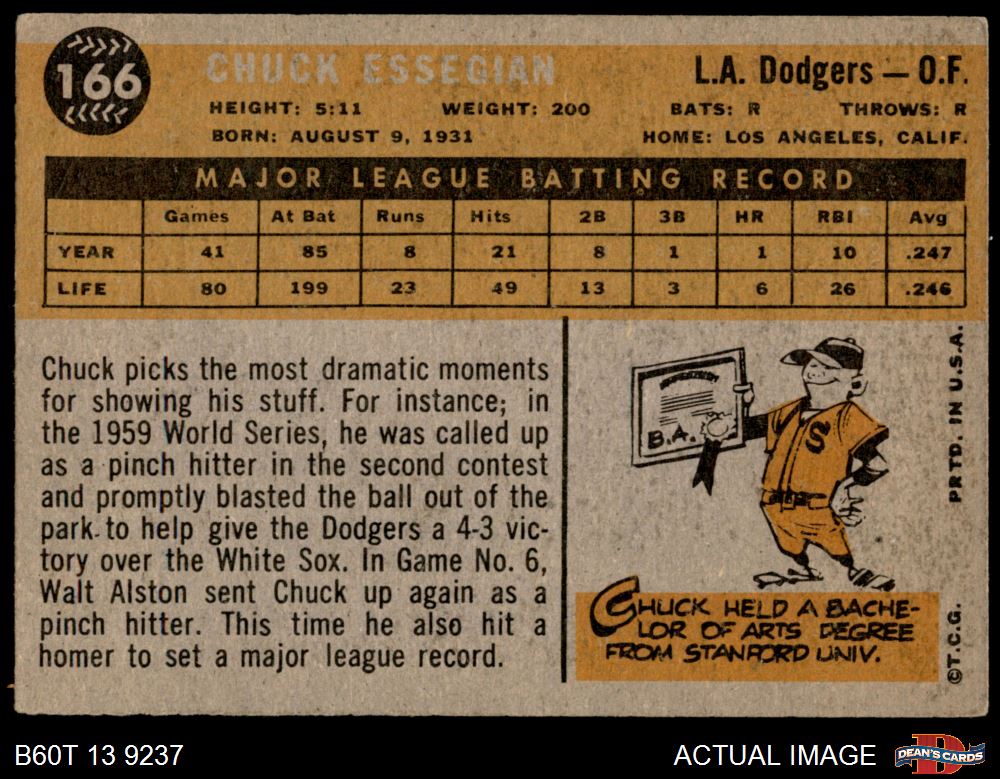 166
CHUCK ESSEGIAN
L.A. Dodgers — O.F.
HEIGHT: 5:11 WEIGHT: 200 BATS: R THROWS: R
BORN: AUGUST 9, 1931 HOME: LOS ANGELES, CALIF.
MAJOR LEAGUE BATTING RECORD
Games At Bat Runs Hits 2B 3B HR RBI Avg
YEAR 41 85 8 21 8 1 1 10 .247
LIFE 80 199 23 49 13 3 6 26 .246
Chuck picks the most dramatic moments
for showing his stuff. For instance; in
the 1959 World Series, he was called up
as a pinch hitter in the second contest
and promptly blasted the ball out of the
park to help give the Dodgers a 4-3 vic-
tory over the White Sox. In Game No. 6,
Walt Alston sent Chuck up again as a
pinch hitter. This time he also hit a
homer to set a major league record.
B.A.
S
CHUCK HELD A BACHE-
LOR OF ARTS DEGREE
FROM STANFORD UNIV.
©T.C.G. PRTD. IN U.S.A.
B60T 13 9237
ACTUAL IMAGE
D
DEAN'S CARDS